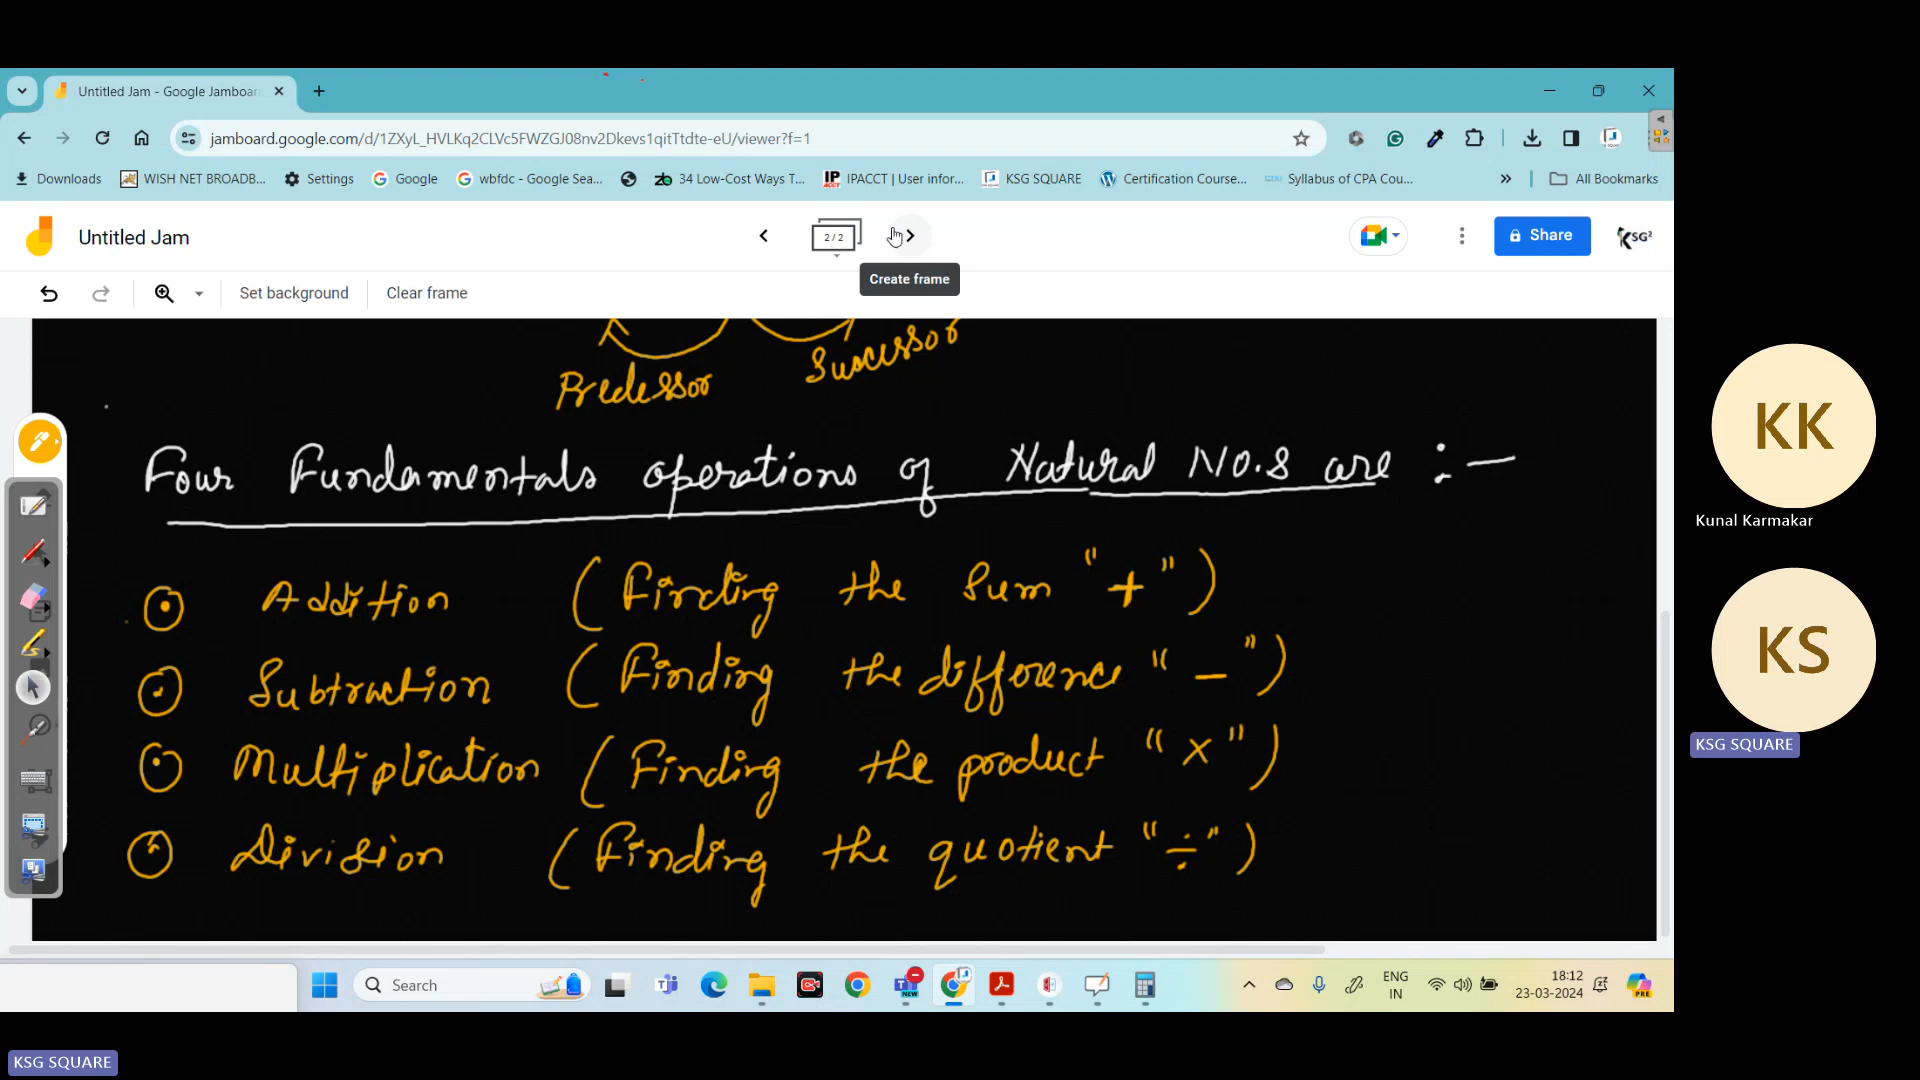 Untitled Jam - Google Jamboar
jamboard.google.com/d/1ZXyL_HVLKq2CLVc5FWZGJ08nv2Dkevs1qitTtdte-eU/viewer?f=1
Downloads WISH NET BROADB... Settings Google wbfdc - Google Sea... 34 Low-Cost Ways T... IPACCT | User infor... KSG SQUARE Certification Course... Syllabus of CPA Cou... » All Bookmarks
Untitled Jam 2 / 2 Share KSG²
Create frame
Set background Clear frame
Successor
Predessor
Four Fundamentals operations of Natural NO.S are :-
Addition (Finding the Sum "+")
Subtraction (Finding the difference "-")
Multiplication (Finding the product "×")
Division (Finding the quotient "÷")
KK
Kunal Karmakar
KS
KSG SQUARE
Search
ENG
IN
18:12
23-03-2024
KSG SQUARE